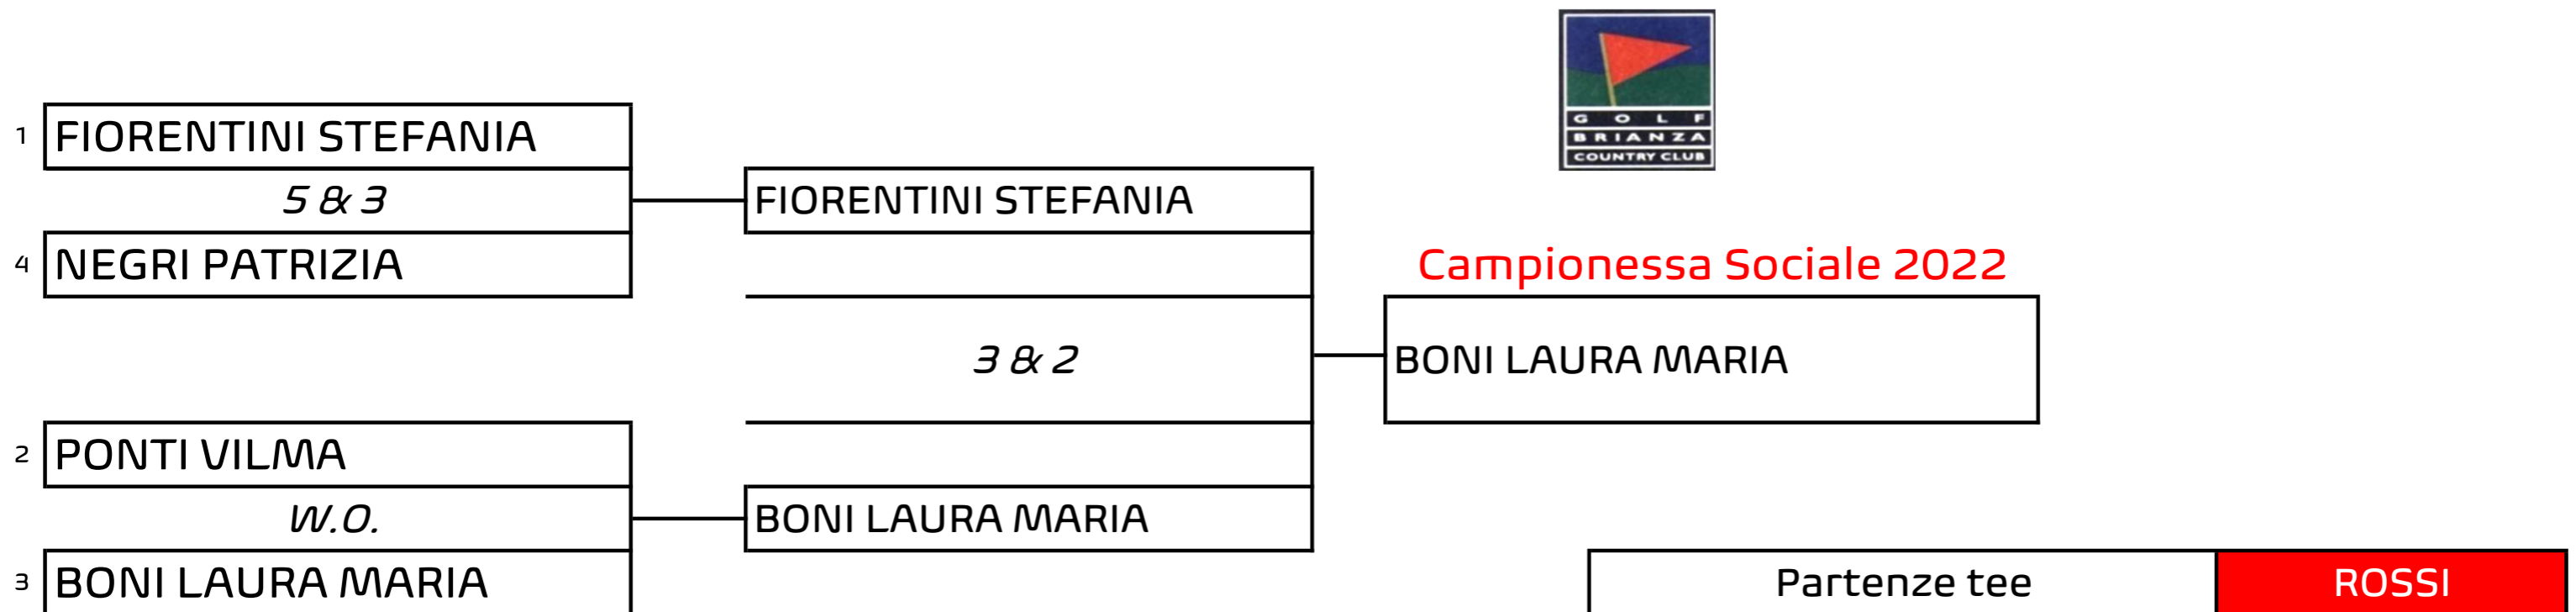 GOLF
BRIANZA
COUNTRY CLUB
1 FIORENTINI STEFANIA
5 & 3
FIORENTINI STEFANIA
4 NEGRI PATRIZIA
Campionessa Sociale 2022
3 & 2
BONI LAURA MARIA
2 PONTI VILMA
W.O.
BONI LAURA MARIA
3 BONI LAURA MARIA
Partenze tee ROSSI